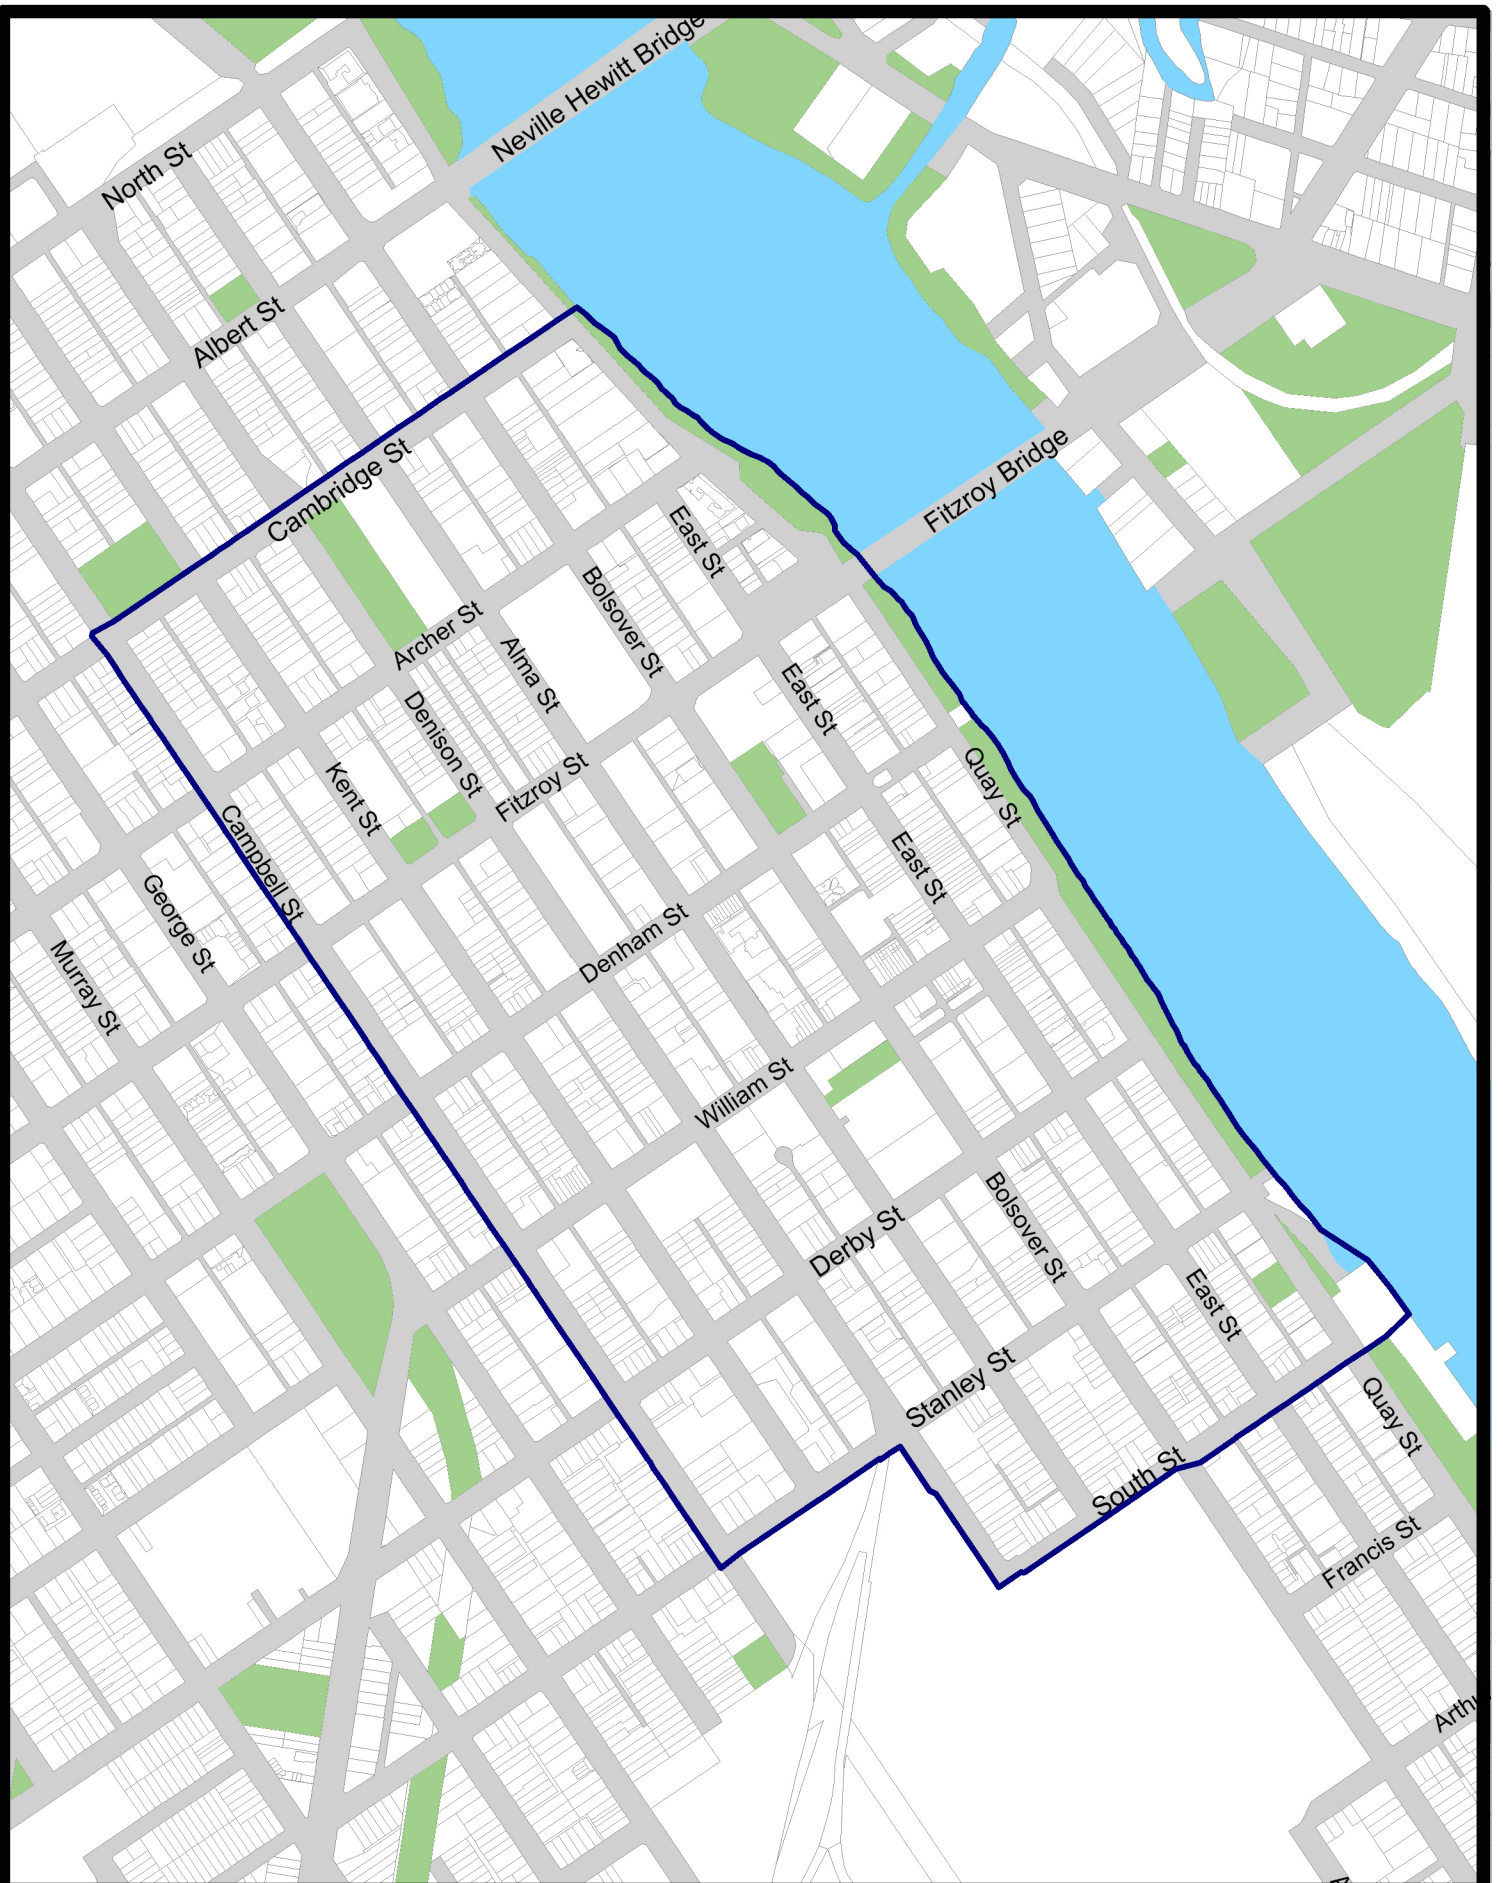 Neville Hewitt Bridge
North St
Albert St
Cambridge St
Fitzroy Bridge
East St
Bolsover St
Archer St
Alma St
East St
Denison St
Fitzroy St
Kent St
Quay St
Campbell St
East St
George St
Denham St
Murray St
William St
Derby St
Bolsover St
East St
Stanley St
Quay St
South St
Francis St